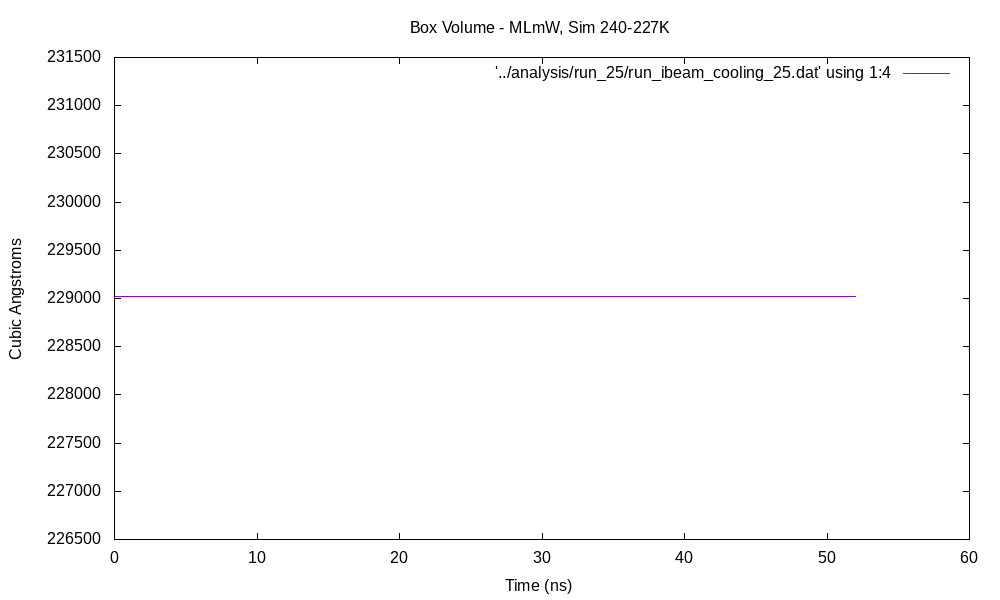 Box Volume - MLmW, Sim 240-227K
'../analysis/run_25/run_ibeam_cooling_25.dat' using 1:4
231500
231000
230500
230000
229500
229000
228500
228000
227500
227000
226500
Cubic Angstroms
0 10 20 30 40 50 60
Time (ns)